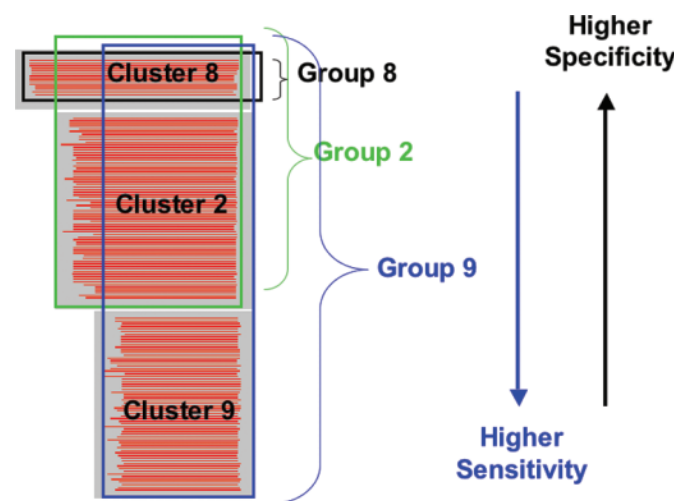 Higher
Specificity
Cluster 8
Group 8
Group 2
Cluster 2
Group 9
Cluster 9
Higher
Sensitivity